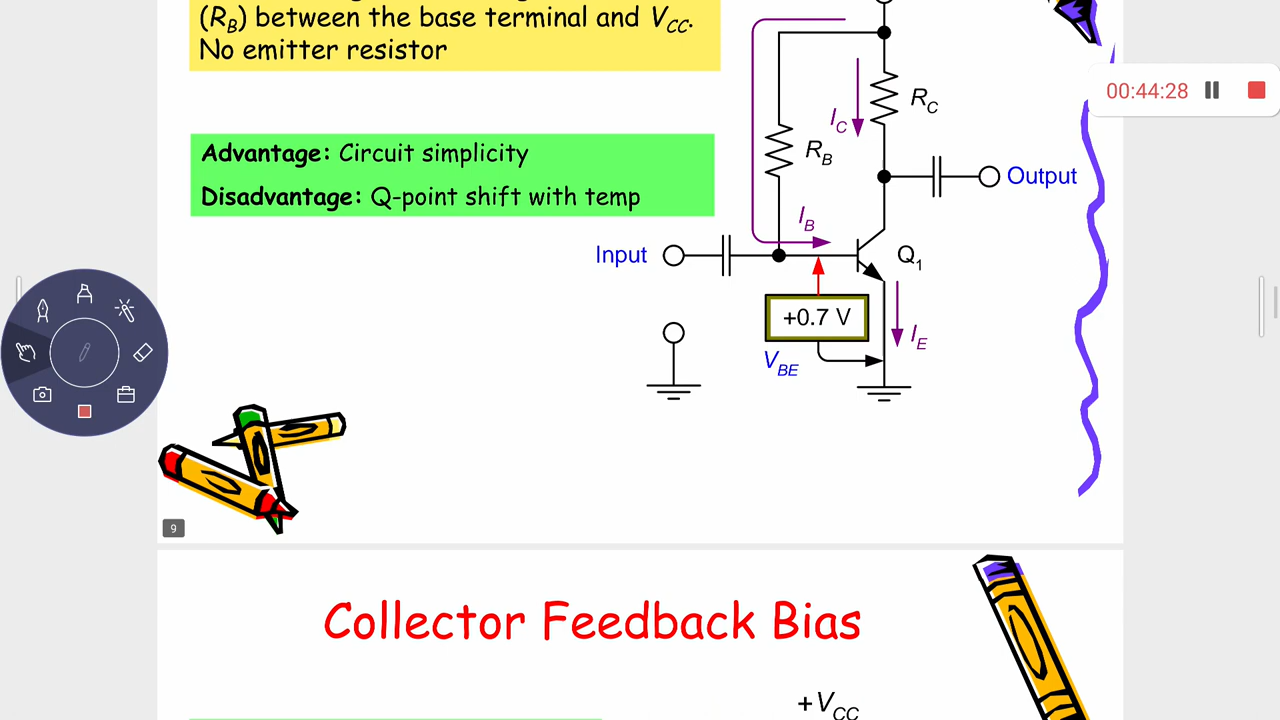 (RB) between the base terminal and VCC.
No emitter resistor
Advantage: Circuit simplicity
Disadvantage: Q-point shift with temp
00:44:28
RC
IC
RB
Output
IB
Input
Q1
+0.7 V
IE
VBE
9
Collector Feedback Bias
+VCC